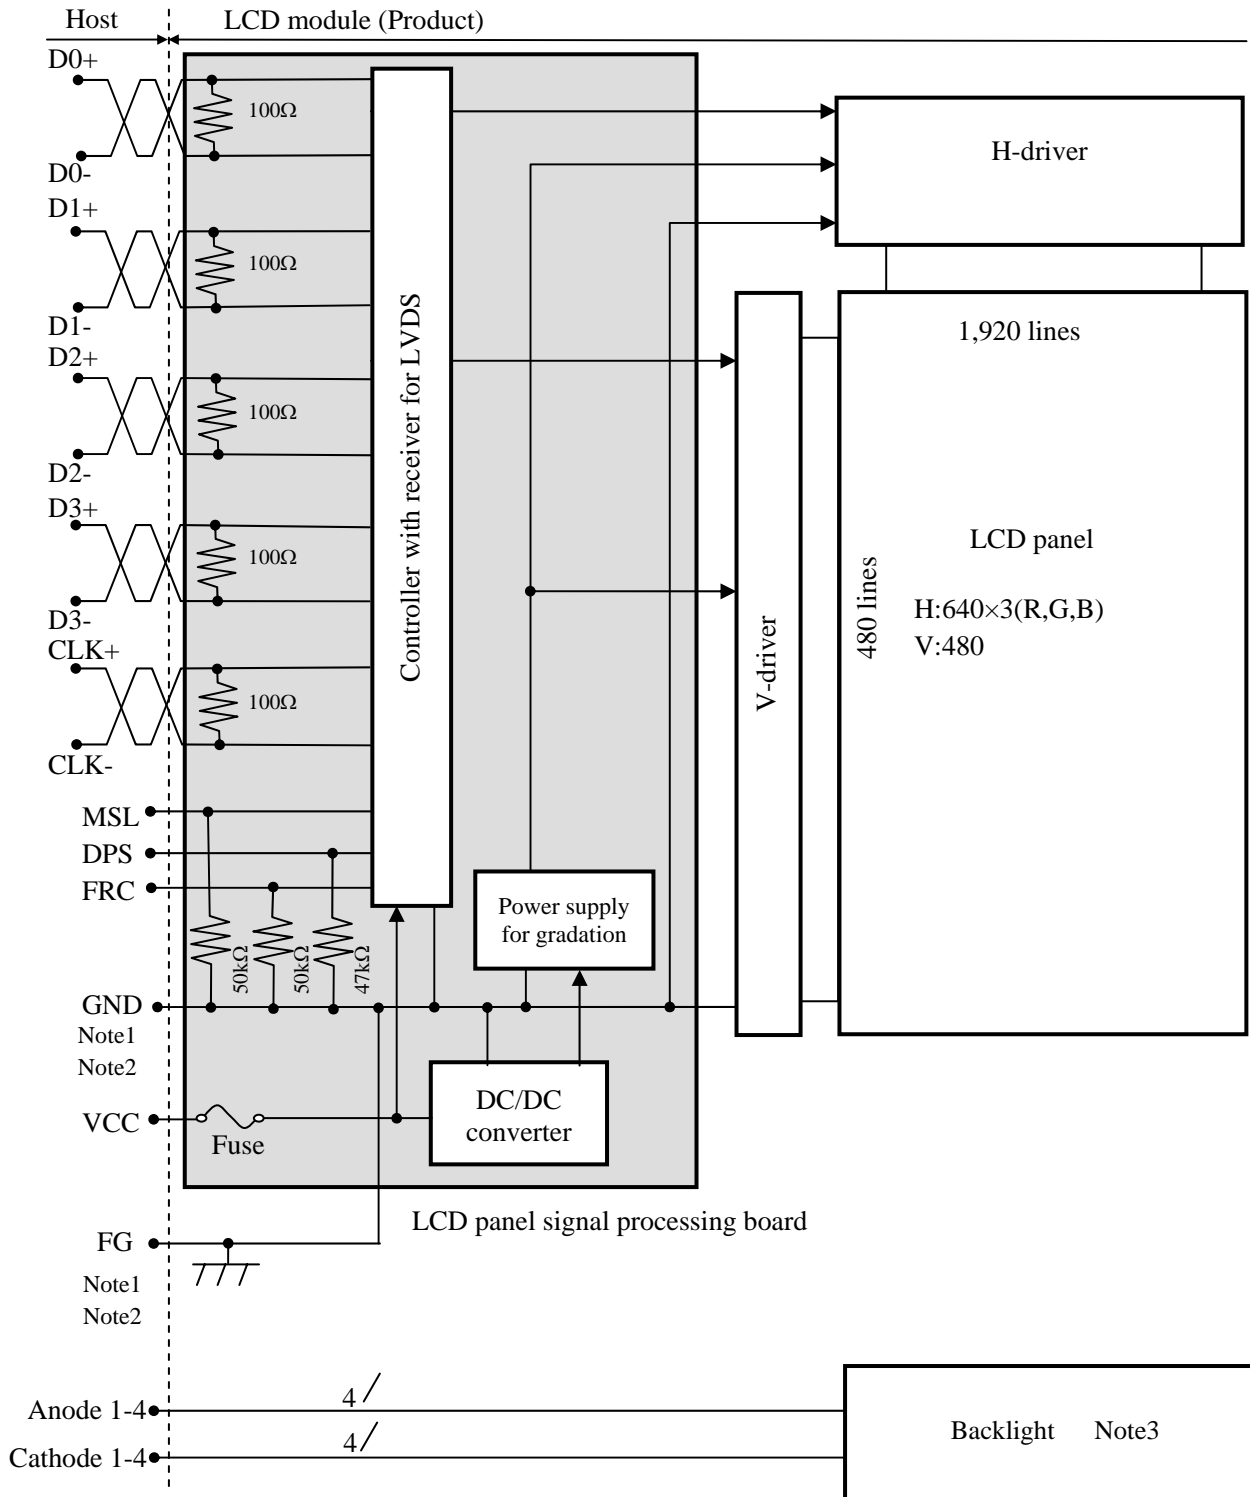 Host
LCD module (Product)
D0+
100Ω
D0-
D1+
100Ω
D1-
D2+
100Ω
D2-
D3+
100Ω
D3-
CLK+
100Ω
CLK-
MSL
DPS
FRC
50kΩ
50kΩ
47kΩ
GND
Note1
Note2
VCC
Fuse
FG
Note1
Note2
Controller with receiver for LVDS
Power supply
for gradation
DC/DC
converter
LCD panel signal processing board
H-driver
V-driver
1,920 lines
480 lines
LCD panel
H:640×3(R,G,B)
V:480
Anode 1-4
4
Cathode 1-4
4
Backlight Note3